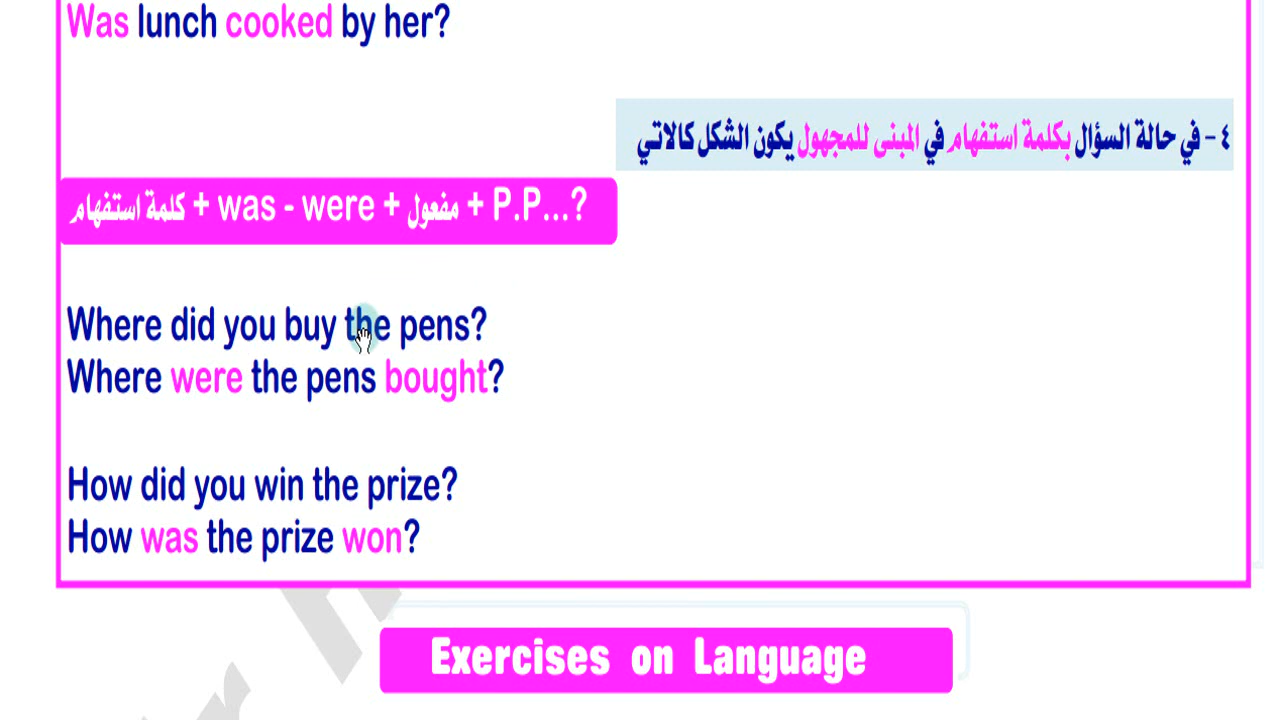 Was lunch cooked by her?
٤ - في حالة السؤال بكلمة استفهام في المبنى للمجهول يكون الشكل كالاتي
كلمة استفهام + was - were + مفعول + P.P...?
Where did you buy the pens?
Where were the pens bought?
How did you win the prize?
How was the prize won?
Exercises on Language